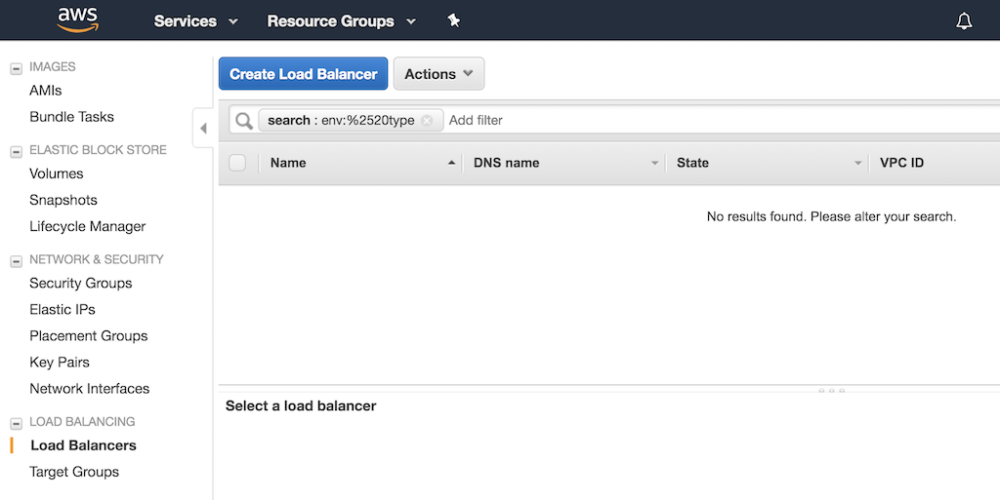 aws Services Resource Groups
IMAGES
AMIs
Bundle Tasks
ELASTIC BLOCK STORE
Volumes
Snapshots
Lifecycle Manager
NETWORK & SECURITY
Security Groups
Elastic IPs
Placement Groups
Key Pairs
Network Interfaces
LOAD BALANCING
Load Balancers
Target Groups
Create Load Balancer Actions
search : env:%2520type Add filter
Name DNS name State VPC ID
No results found. Please alter your search.
Select a load balancer